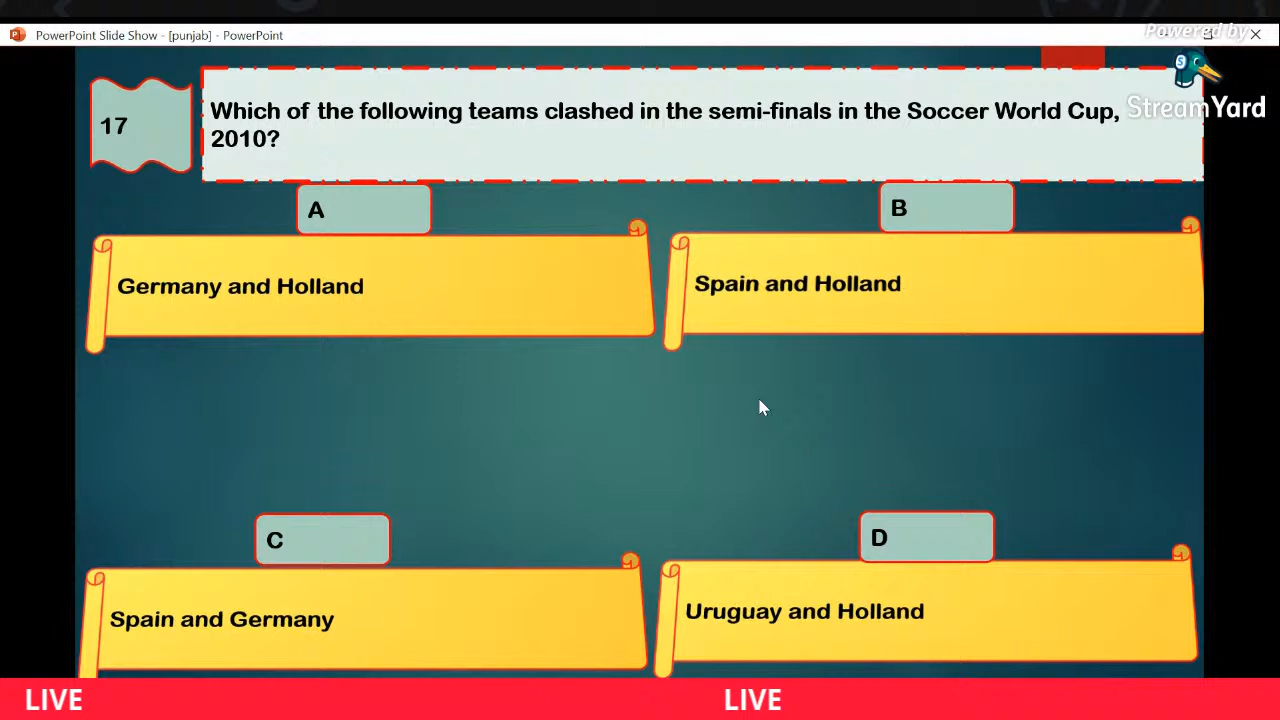 PowerPoint Slide Show - [punjab] - PowerPoint
Powered by
StreamYard
17
Which of the following teams clashed in the semi-finals in the Soccer World Cup,
2010?
A
B
Germany and Holland
Spain and Holland
C
D
Spain and Germany
Uruguay and Holland
LIVE
LIVE